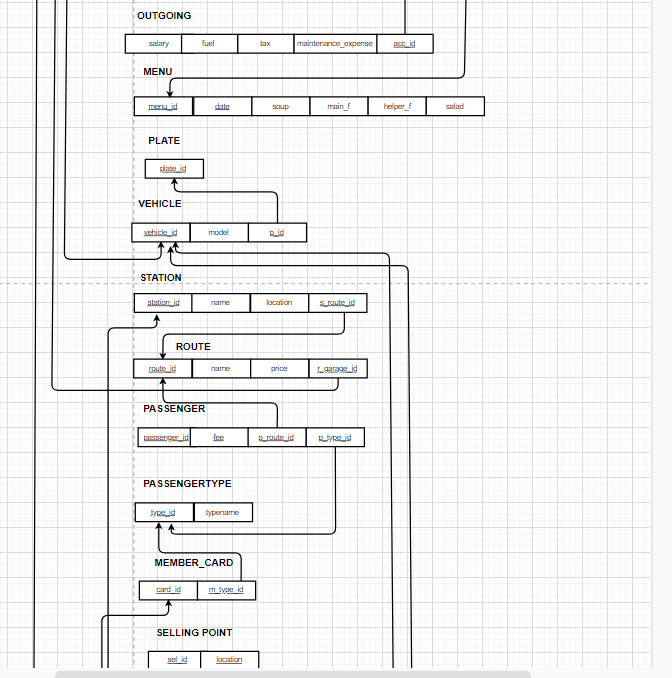 OUTGOING
salary fuel tax maintenance_expense acc_id
MENU
menu_id date soup main_f helper_f salad
PLATE
plate_id
VEHICLE
vehicle_id model p_id
STATION
station_id name location s_route_id
ROUTE
route_id name price r_garage_id
PASSENGER
passenger_id fee p_route_id p_type_id
PASSENGERTYPE
type_id typename
MEMBER_CARD
card_id m_type_id
SELLING POINT
sel_id location